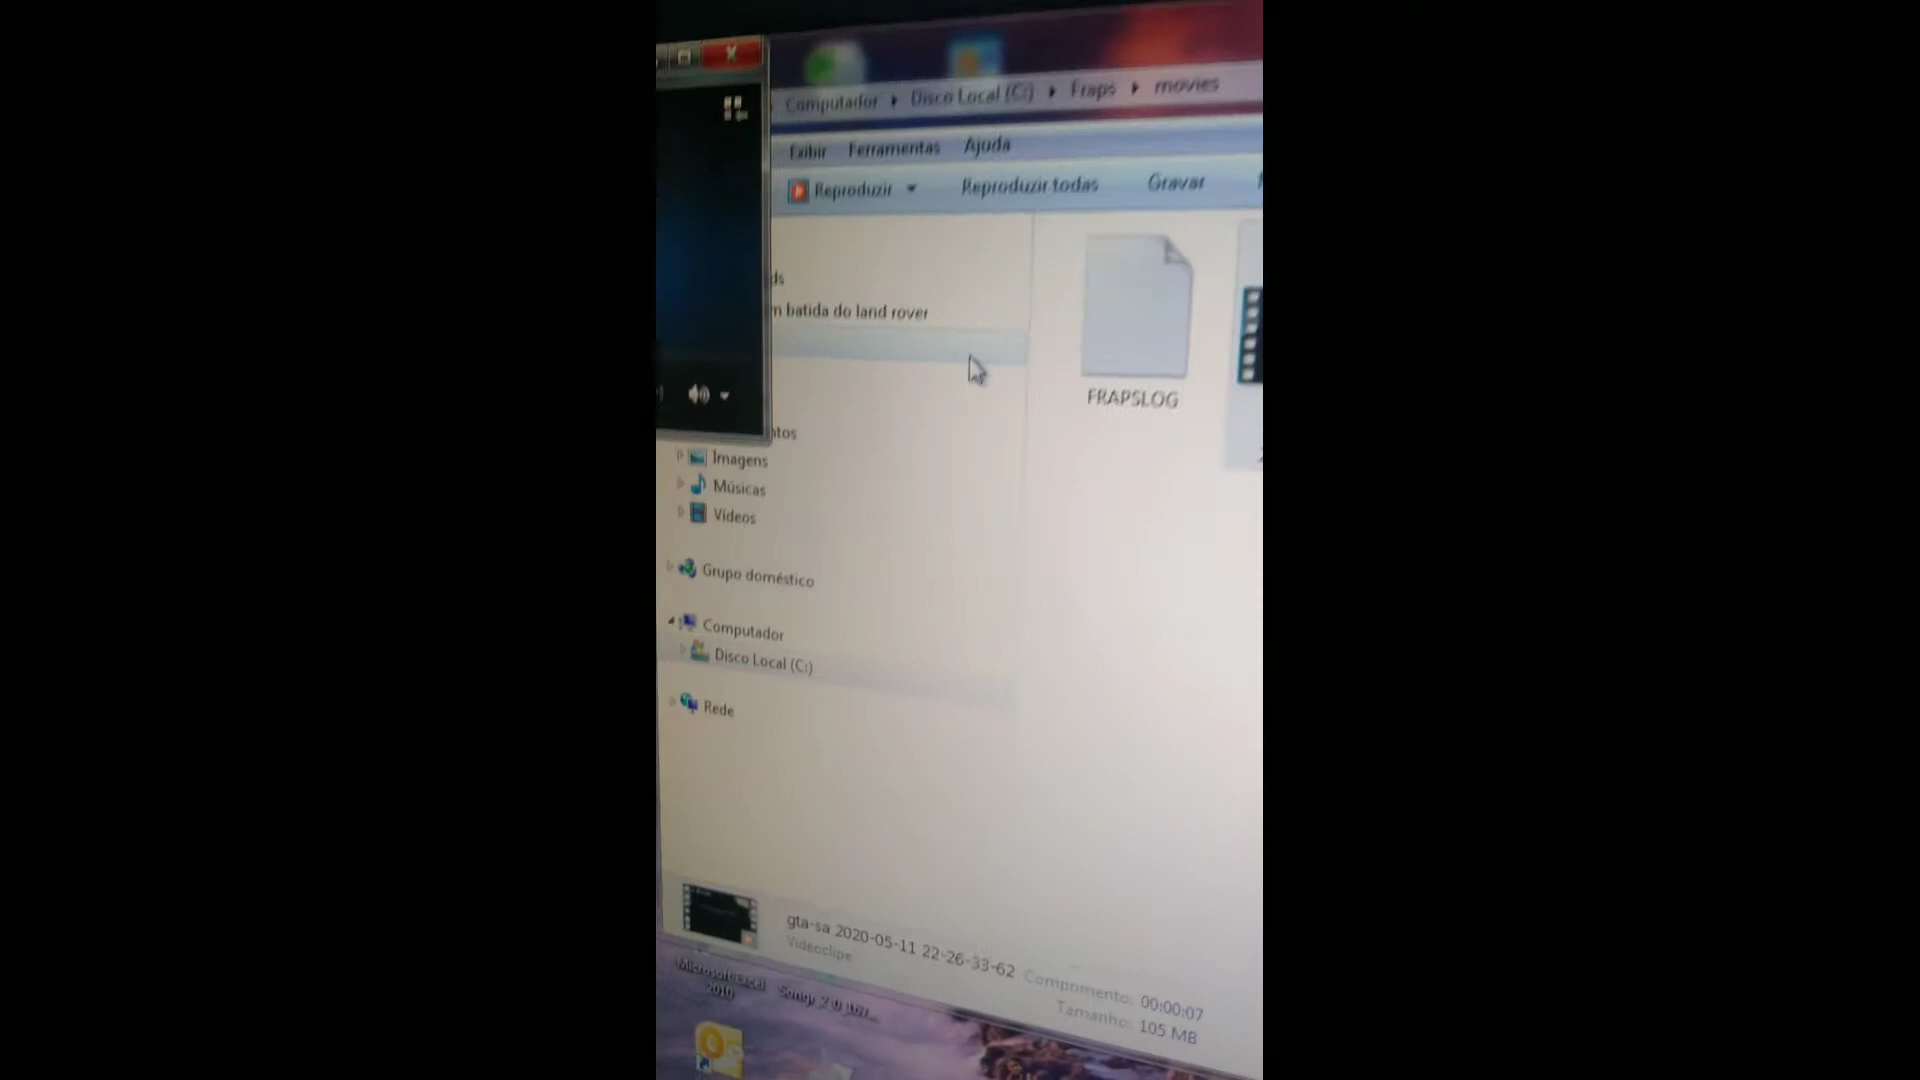 Computador Disco Local (C:) Fraps movies
Exibir Ferramentas Ajuda
Reproduzir Reproduzir todas Gravar
ds
batida do land rover
FRAPSLOG
ntos
Imagens
Músicas
Vídeos
Grupo doméstico
Computador
Disco Local (C:)
Rede
gta-sa 2020-05-11 22-26-33-62 Comprimento: 00:00:07
Videoclipe Tamanho: 105 MB
Microsoft Excel
2010